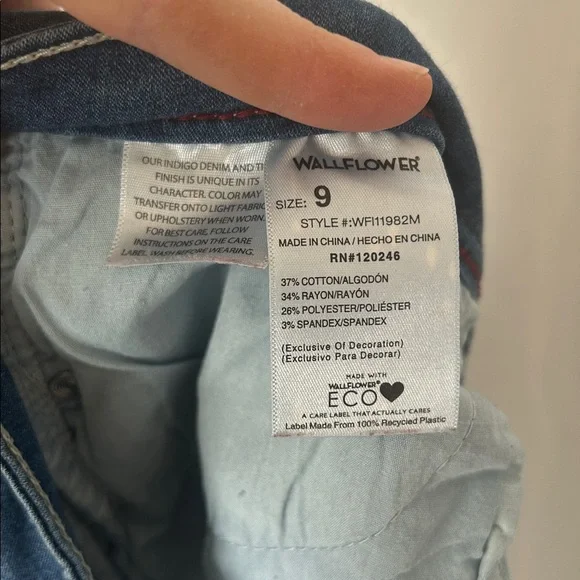 OUR INDIGO DENIM AND
FINISH IS UNIQUE IN ITS
CHARACTER. COLOR MAY
TRANSFER ONTO LIGHT FABRIC
OR UPHOLSTERY WHEN WORN.
FOR BEST CARE, FOLLOW
INSTRUCTIONS ON THE CARE
LABEL. WASH BEFORE WEARING.
WALLFLOWER®
SIZE: 9
STYLE #:WFI11982M
MADE IN CHINA / HECHO EN CHINA
RN#120246
37% COTTON/ALGODÓN
34% RAYON/RAYÓN
26% POLYESTER/POLIÉSTER
3% SPANDEX/SPANDEX
(Exclusive Of Decoration)
(Exclusivo Para Decorar)
MADE WITH
WALLFLOWER®
ECO
A CARE LABEL THAT ACTUALLY CARES
Label Made From 100% Recycled Plastic